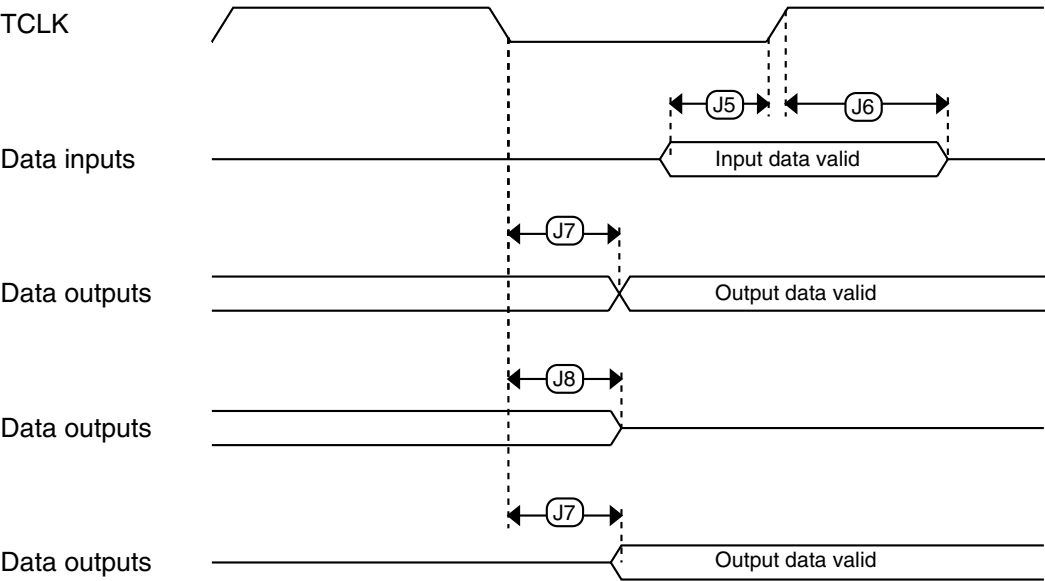 TCLK
J5
J6
Data inputs
Input data valid
J7
Data outputs
Output data valid
J8
Data outputs
J7
Data outputs
Output data valid